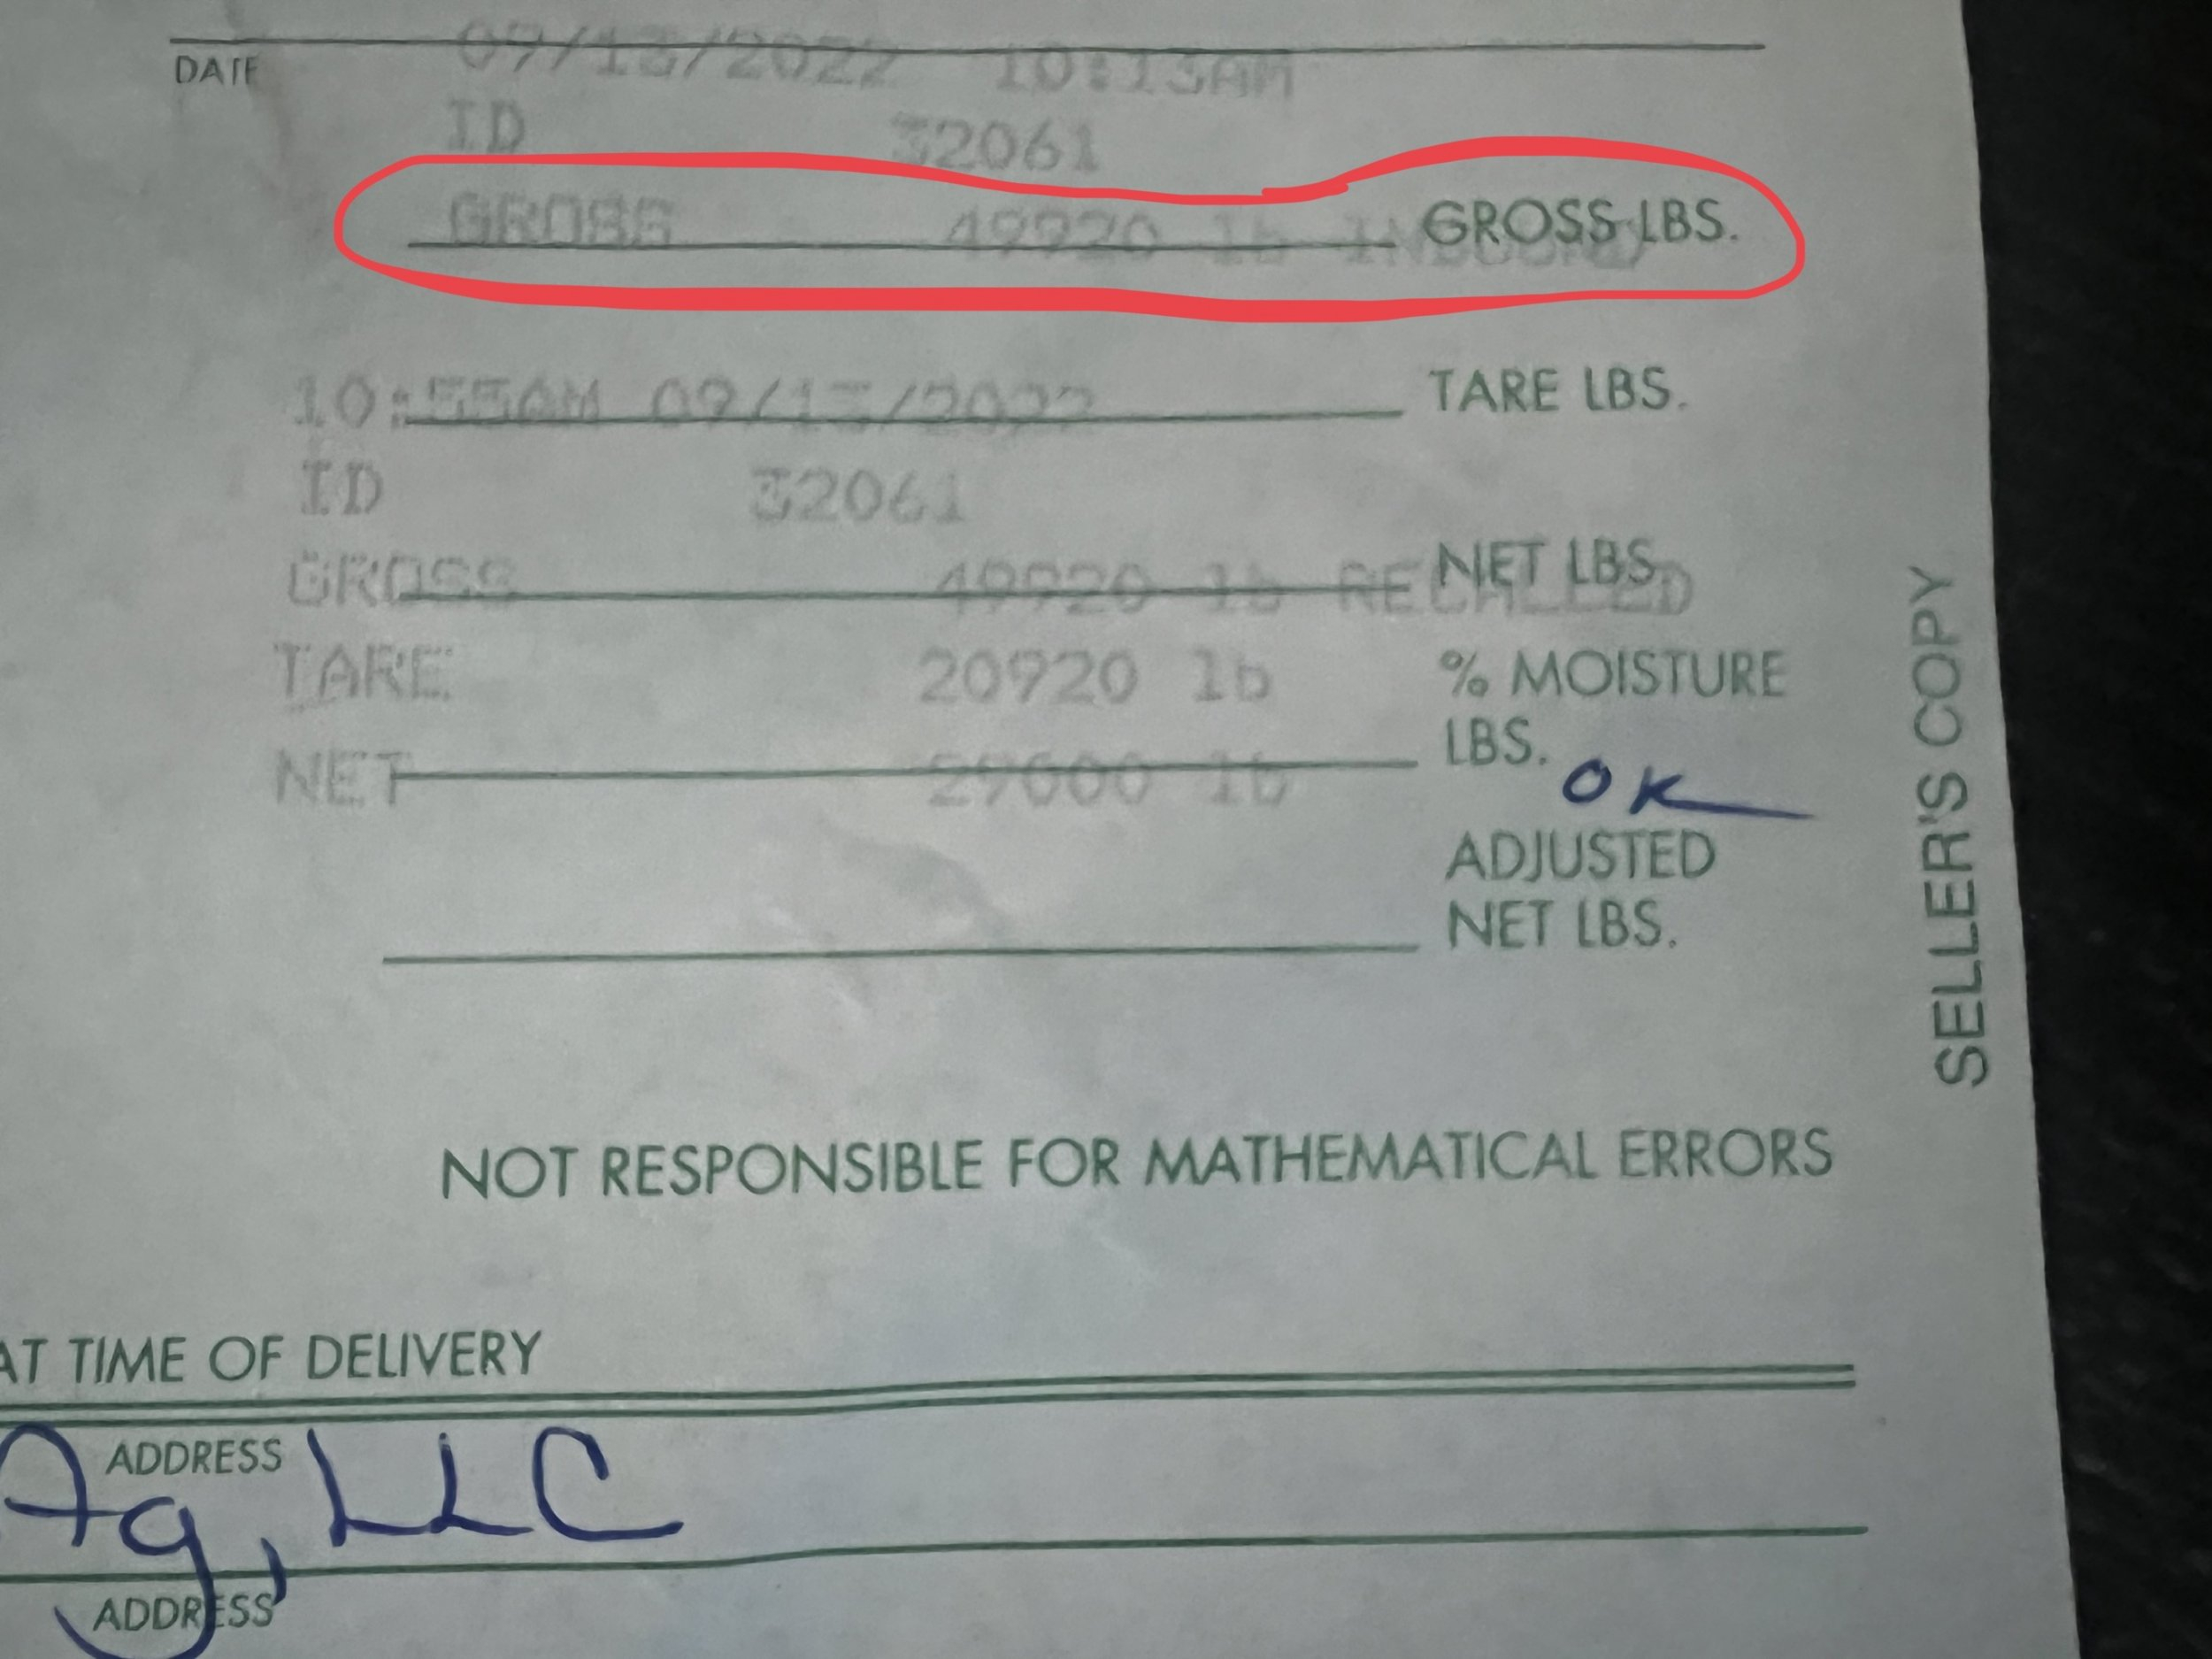 DATE 09/13/2022 10:13AM
ID 32061
GROSS 49920 lb INBOUND GROSS LBS.
10:55AM 09/13/2022 TARE LBS.
ID 32061
GROSS 49920 lb RECALLED NET LBS.
TARE 20920 lb % MOISTURE
LBS.
NET 29000 lb
OK
ADJUSTED
NET LBS.
SELLER'S COPY
NOT RESPONSIBLE FOR MATHEMATICAL ERRORS
AT TIME OF DELIVERY
ADDRESS
Ag, LLC
ADDRESS